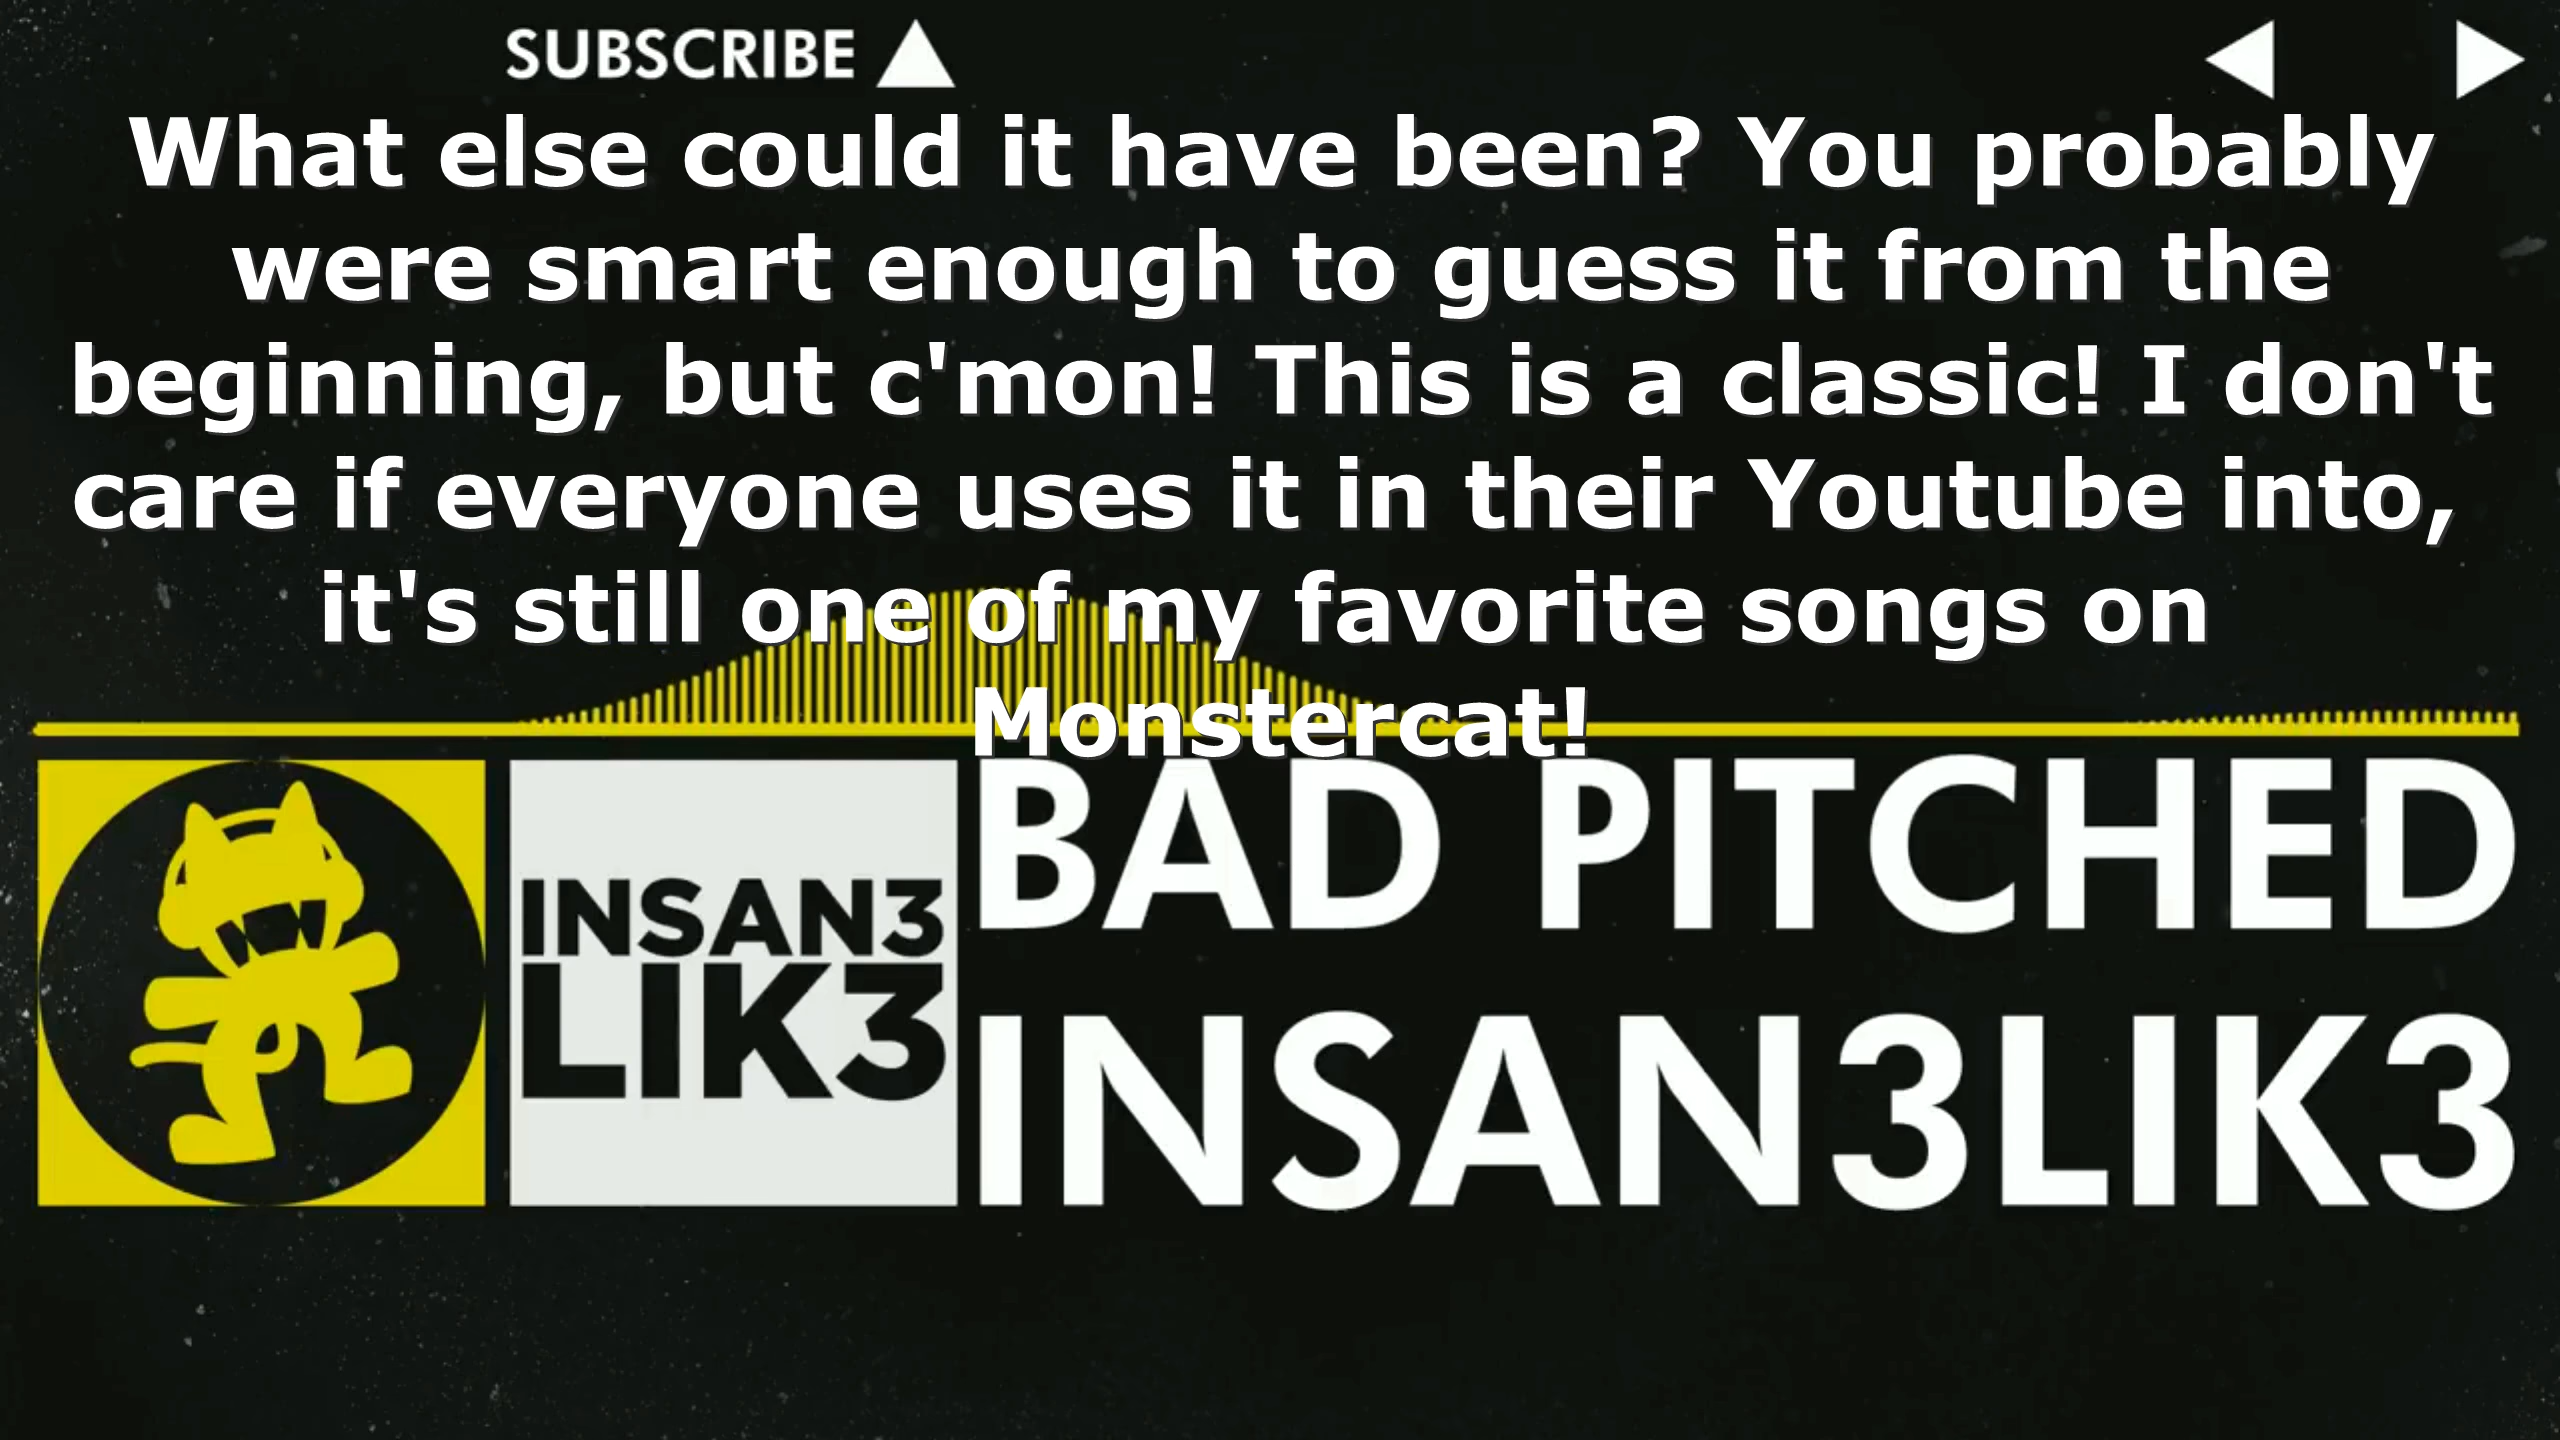 SUBSCRIBE
What else could it have been? You probably
were smart enough to guess it from the
beginning, but c'mon! This is a classic! I don't
care if everyone uses it in their Youtube into,
it's still one of my favorite songs on
Monstercat!
INSAN3
LIK3
BAD PITCHED
INSAN3LIK3